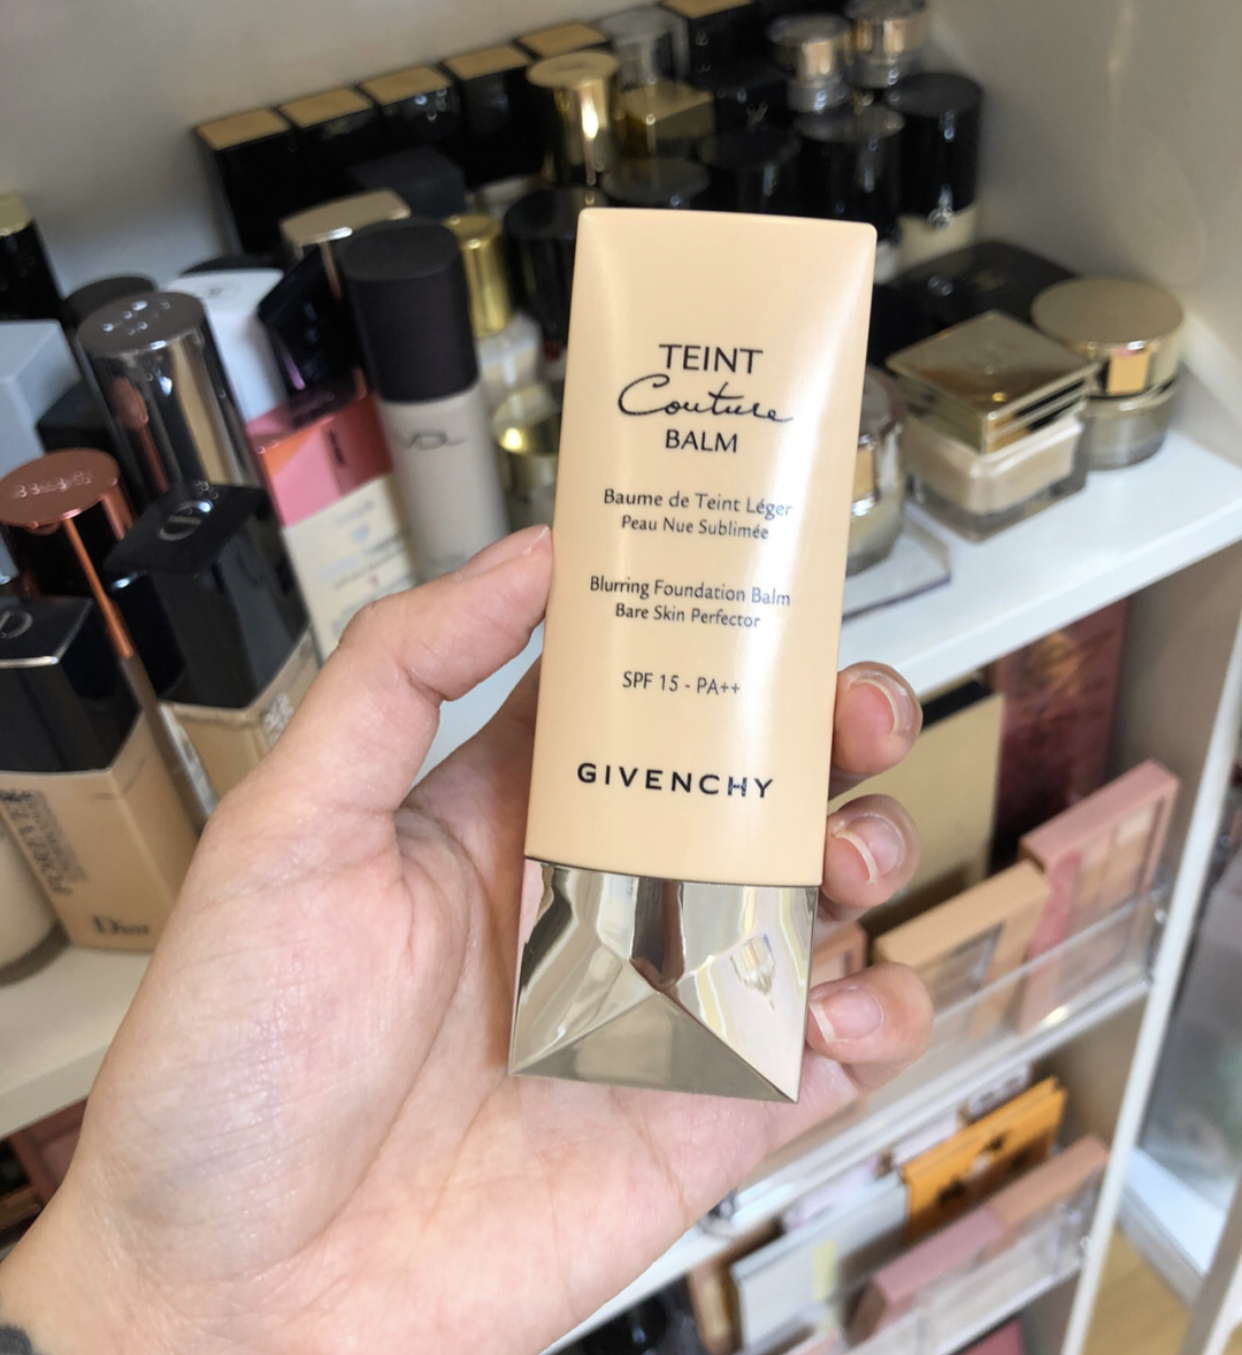 TEINT
Couture
BALM
Baume de Teint Léger
Peau Nue Sublimée
Blurring Foundation Balm
Bare Skin Perfector
SPF 15 - PA++
GIVENCHY
Dior